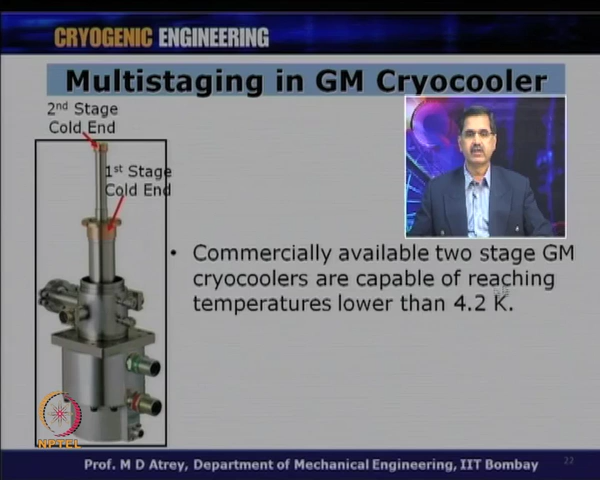 CRYOGENIC ENGINEERING
Multistaging in GM Cryocooler
2nd Stage
Cold End
1st Stage
Cold End
• Commercially available two stage GM
cryocoolers are capable of reaching
temperatures lower than 4.2 K.
NPTEL
Prof. M D Atrey, Department of Mechanical Engineering, IIT Bombay
22